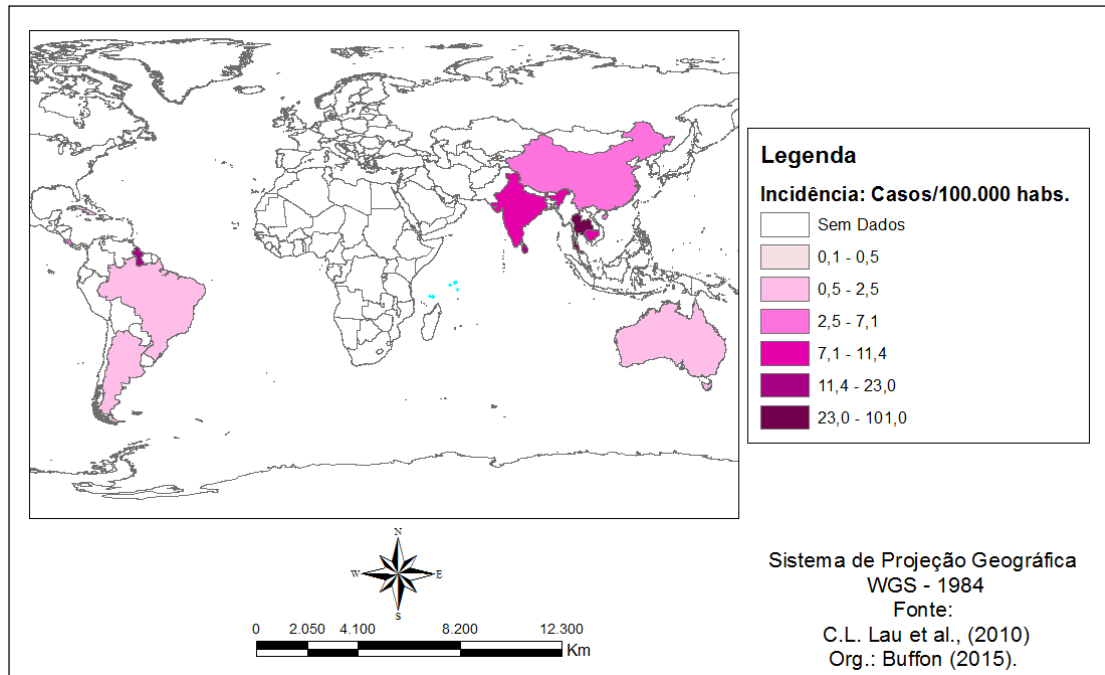 Legenda
Incidência: Casos/100.000 habs.
Sem Dados
0,1 - 0,5
0,5 - 2,5
2,5 - 7,1
7,1 - 11,4
11,4 - 23,0
23,0 - 101,0
N
W
E
S
0 2.050 4.100 8.200 12.300
Km
Sistema de Projeção Geográfica
WGS - 1984
Fonte:
C.L. Lau et al., (2010)
Org.: Buffon (2015).